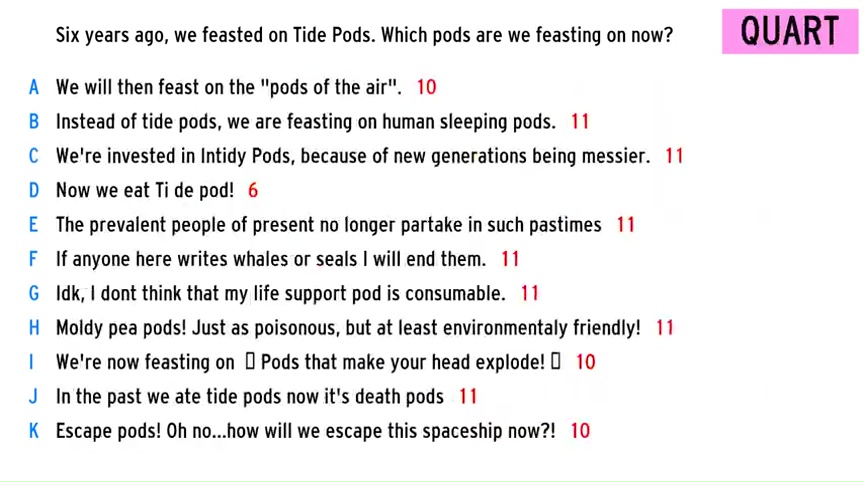 Six years ago, we feasted on Tide Pods. Which pods are we feasting on now?
QUART
A We will then feast on the "pods of the air". 10
B Instead of tide pods, we are feasting on human sleeping pods. 11
C We're invested in Intidy Pods, because of new generations being messier. 11
D Now we eat Ti de pod! 6
E The prevalent people of present no longer partake in such pastimes 11
F If anyone here writes whales or seals I will end them. 11
G Idk, I dont think that my life support pod is consumable. 11
H Moldy pea pods! Just as poisonous, but at least environmentaly friendly! 11
I We're now feasting on ▯ Pods that make your head explode! ▯ 10
J In the past we ate tide pods now it's death pods 11
K Escape pods! Oh no...how will we escape this spaceship now?! 10